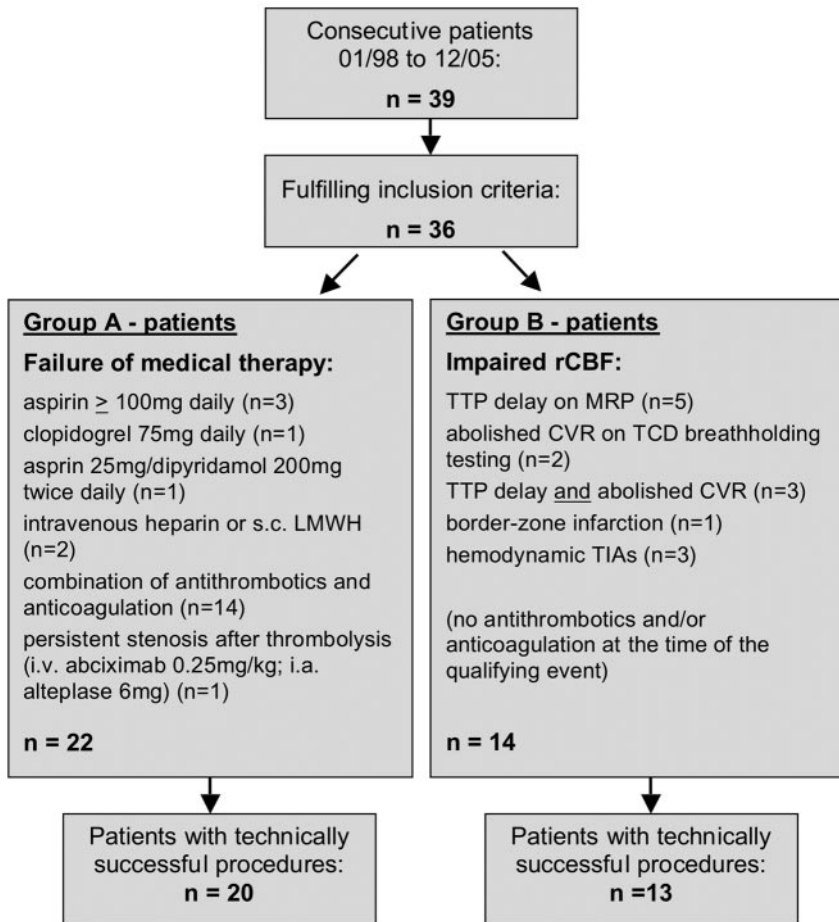 Consecutive patients
01/98 to 12/05:
n = 39
Fulfilling inclusion criteria:
n = 36
Group A - patients
Failure of medical therapy:
aspirin ≥ 100mg daily (n=3)
clopidogrel 75mg daily (n=1)
asprin 25mg/dipyridamol 200mg
twice daily (n=1)
intravenous heparin or s.c. LMWH
(n=2)
combination of antithrombotics and
anticoagulation (n=14)
persistent stenosis after thrombolysis
(i.v. abciximab 0.25mg/kg; i.a.
alteplase 6mg) (n=1)
n = 22
Group B - patients
Impaired rCBF:
TTP delay on MRP (n=5)
abolished CVR on TCD breathholding
testing (n=2)
TTP delay and abolished CVR (n=3)
border-zone infarction (n=1)
hemodynamic TIAs (n=3)
(no antithrombotics and/or
anticoagulation at the time of the
qualifying event)
n = 14
Patients with technically
successful procedures:
n = 20
Patients with technically
successful procedures:
n =13